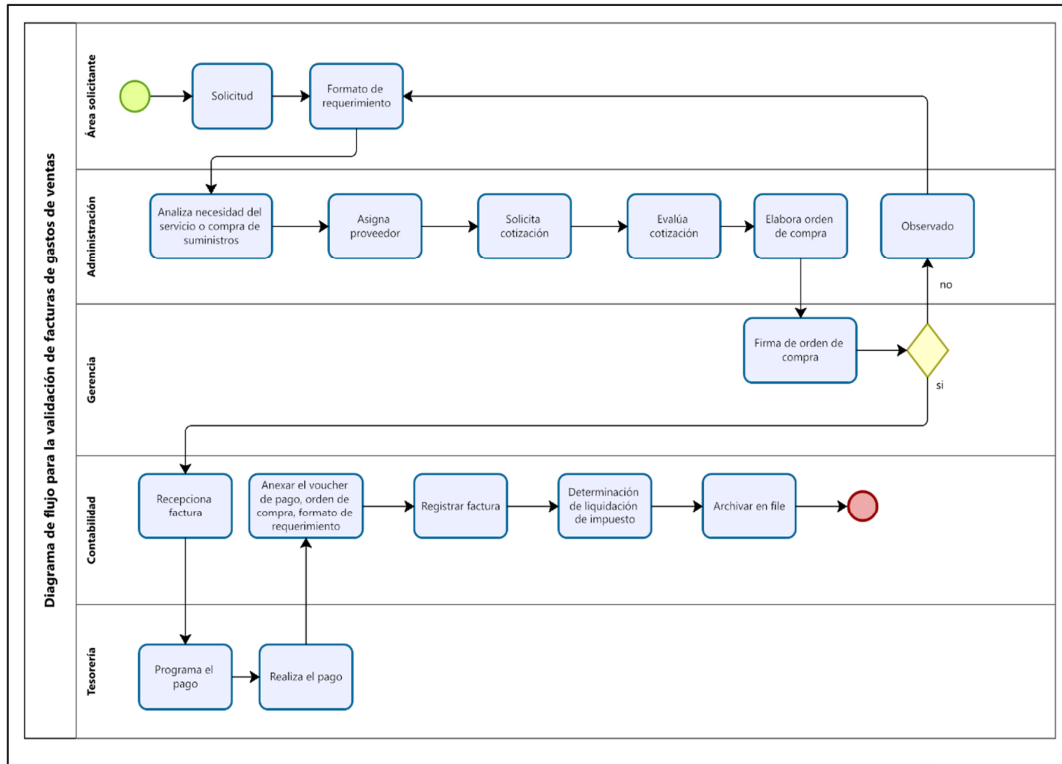 Diagrama de flujo para la validación de facturas de gastos de ventas
Área solicitante
Solicitud
Formato de
requerimiento
Administración
Analiza necesidad del
servicio o compra de
suministros
Asigna
proveedor
Solicita
cotización
Evalúa
cotización
Elabora orden
de compra
Observado
no
Gerencia
Firma de orden de
compra
si
Contabilidad
Recepciona
factura
Anexar el voucher
de pago, orden de
compra, formato de
requerimiento
Registrar factura
Determinación
de liquidación
de impuesto
Archivar en file
Tesorería
Programa el
pago
Realiza el pago